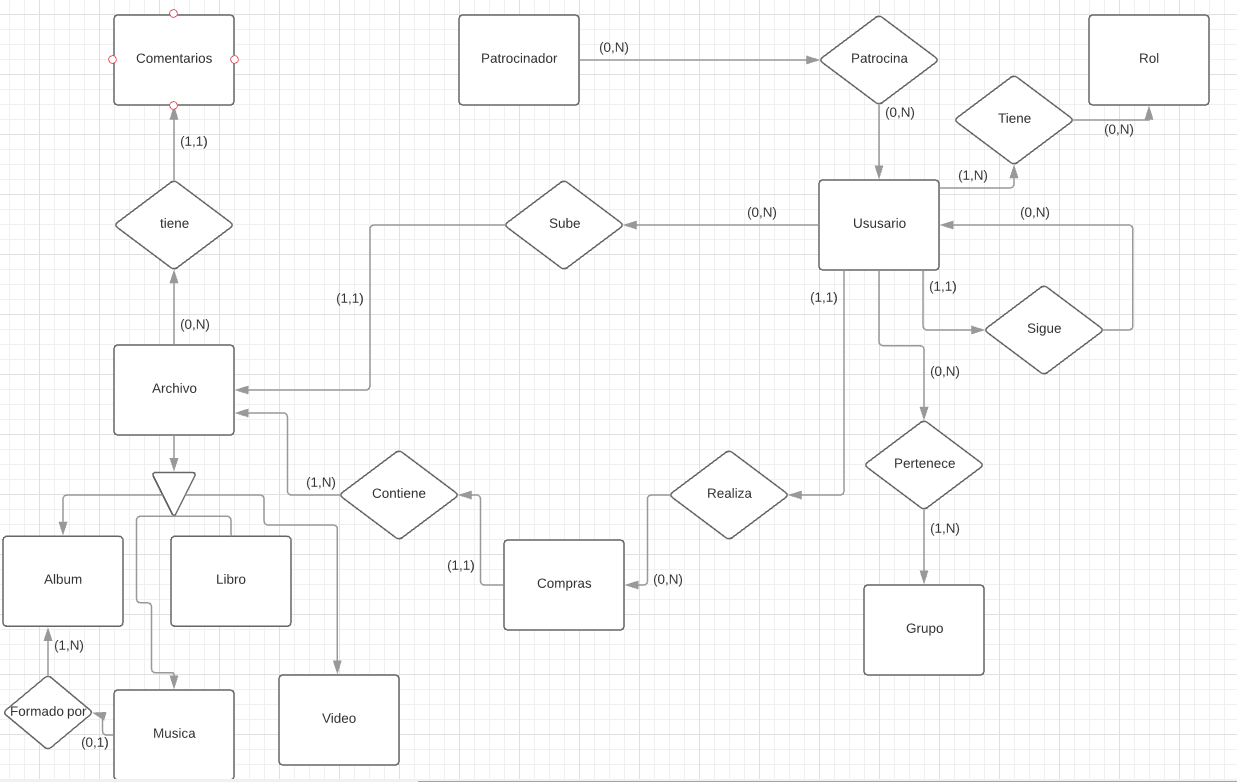 Comentarios
Patrocinador
(0,N)
Patrocina
Rol
(0,N)
Tiene
(0,N)
(1,1)
(1,N)
tiene
Sube
(0,N)
Ususario
(0,N)
(1,1)
(1,1)
(1,1)
(0,N)
Sigue
(0,N)
Archivo
Pertenece
(1,N)
Contiene
Realiza
(1,N)
(1,1)
(0,N)
Album
Libro
Compras
Grupo
(1,N)
Formado por
(0,1)
Musica
Video